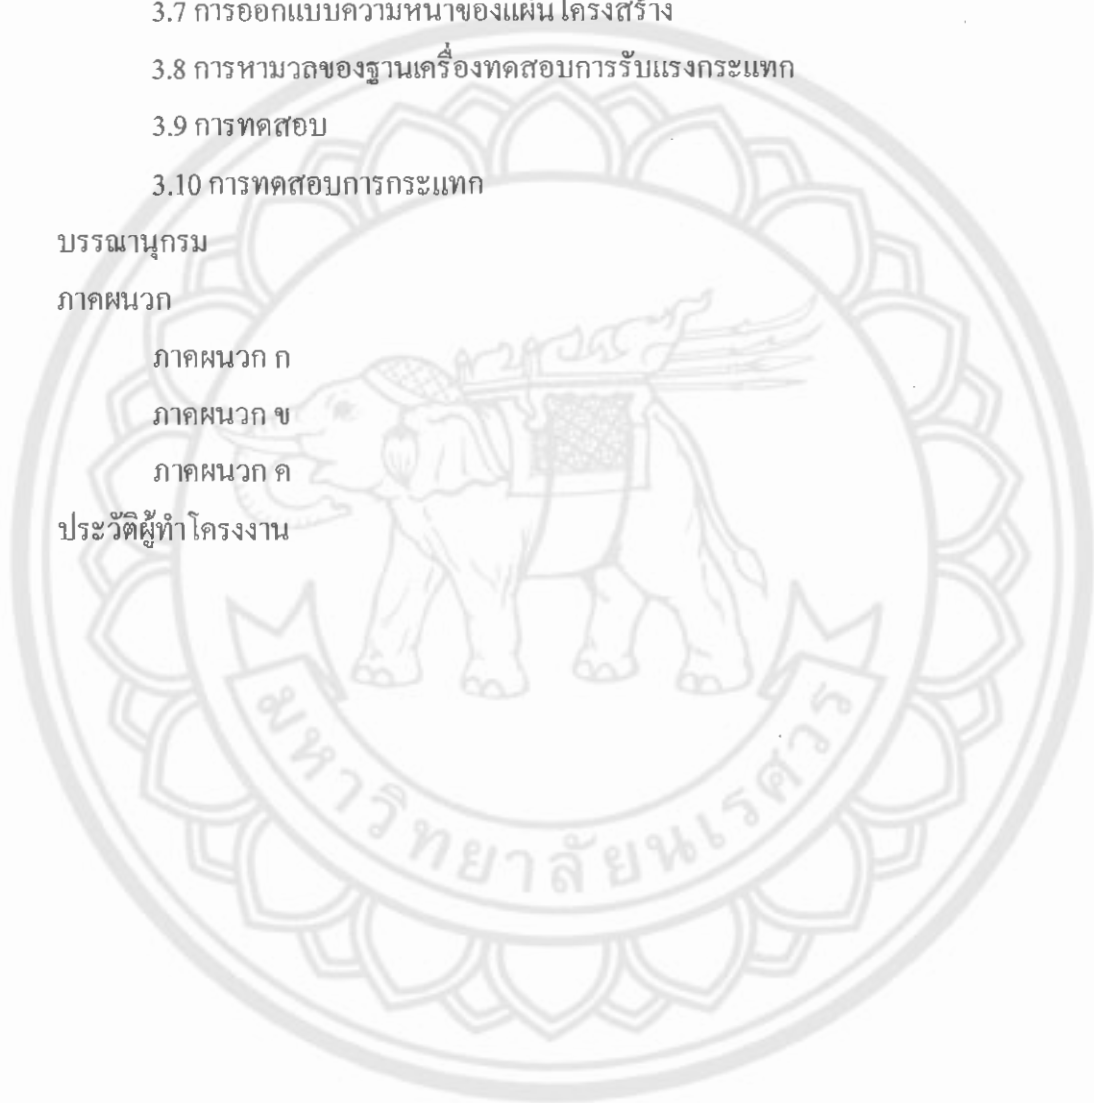 3.7 การออกแบบความหนาของแผ่นโครงสร้าง
3.8 การหามวลของฐานเครื่องทดสอบการรับแรงกระแทก
3.9 การทดสอบ
3.10 การทดสอบการกระแทก
บรรณานุกรม
ภาคผนวก
ภาคผนวก ก
ภาคผนวก ข
ภาคผนวก ค
ประวัติผู้ทำโครงงาน
มหาวิทยาลัยนเรศวร